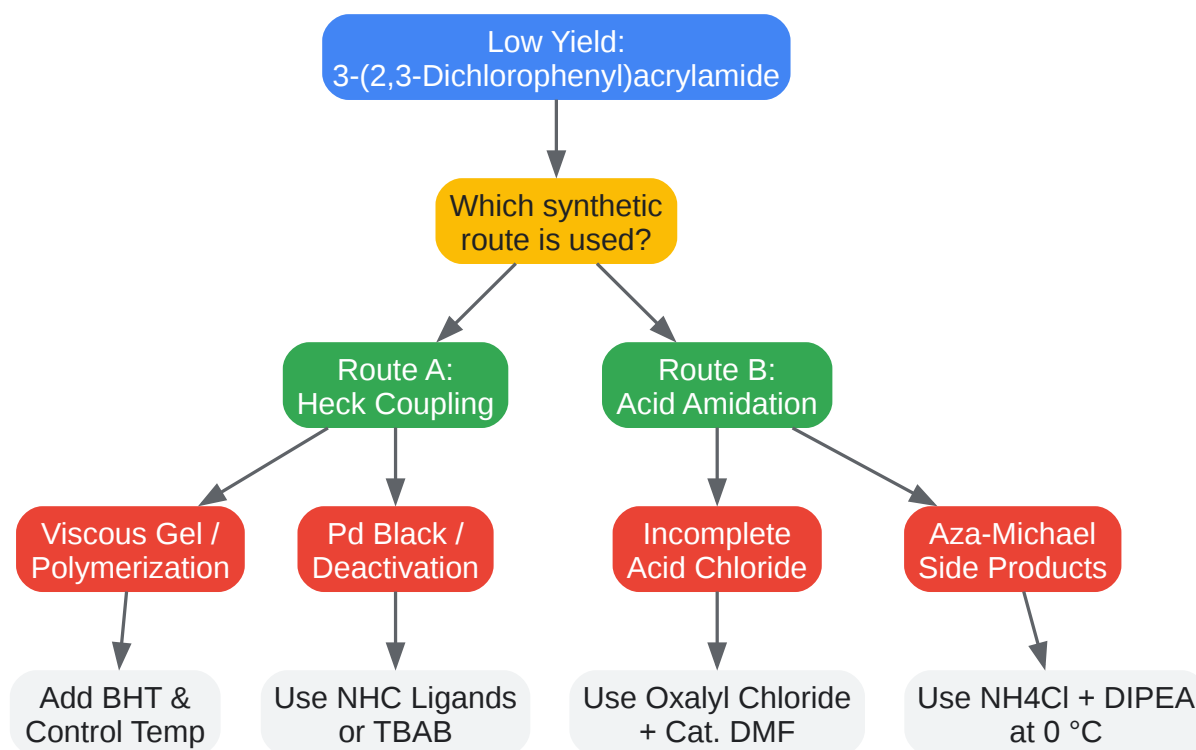 Low Yield:
3-(2,3-Dichlorophenyl)acrylamide
Which synthetic
route is used?
Route A:
Heck Coupling
Route B:
Acid Amidation
Viscous Gel /
Polymerization
Pd Black /
Deactivation
Incomplete
Acid Chloride
Aza-Michael
Side Products
Add BHT &
Control Temp
Use NHC Ligands
or TBAB
Use Oxalyl Chloride
+ Cat. DMF
Use NH4Cl + DIPEA
at 0 °C